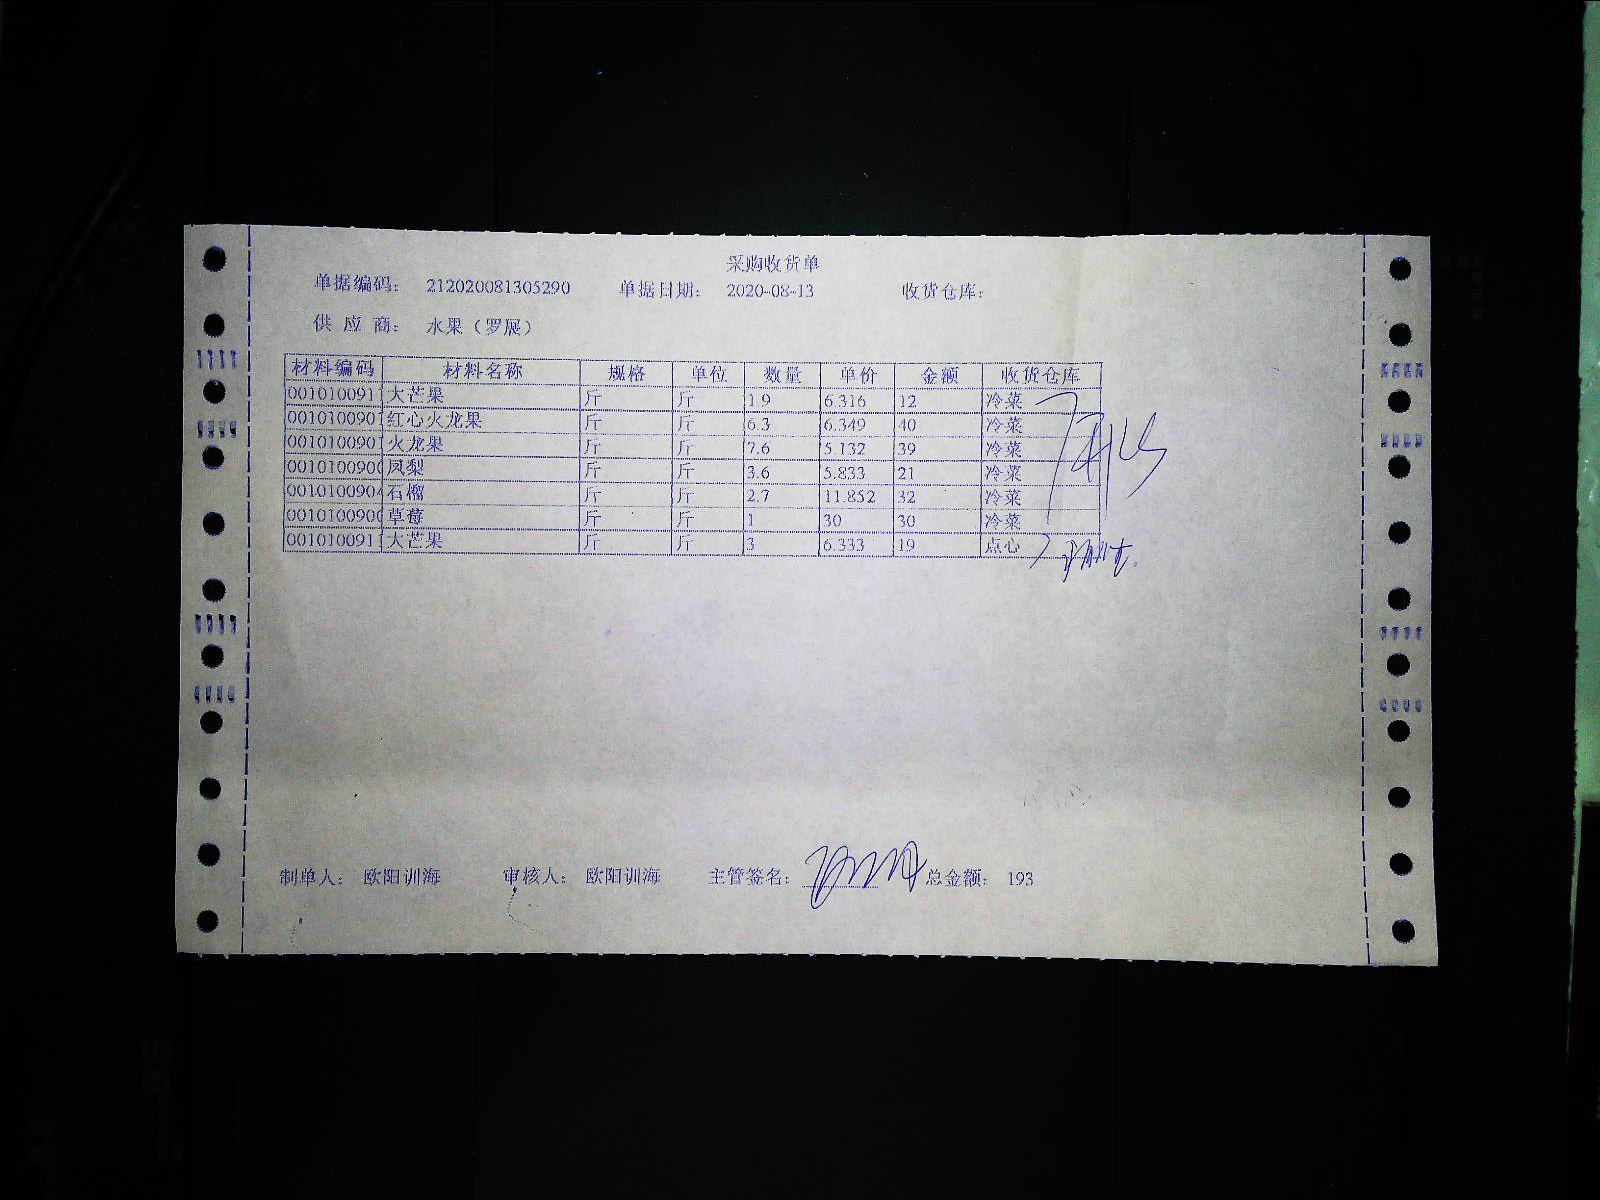 采购收货单
单据编码： 212020081305290 单据日期： 2020-08-13 收货仓库：
供 应 商： 水果（罗展）
材料编码 材料名称 规格 单位 数量 单价 金额 收货仓库
001010091 大芒果 斤 斤 1.9 6.316 12 冷菜
001010090 红心火龙果 斤 斤 6.3 6.349 40 冷菜
001010090 火龙果 斤 斤 7.6 5.132 39 冷菜
001010090 凤梨 斤 斤 3.6 5.833 21 冷菜
001010090 石榴 斤 斤 2.7 11.852 32 冷菜
001010090 草莓 斤 斤 1 30 30 冷菜
001010091 大芒果 斤 斤 3 6.333 19 点心
制单人： 欧阳训海 审核人： 欧阳训海 主管签名： 总金额： 193